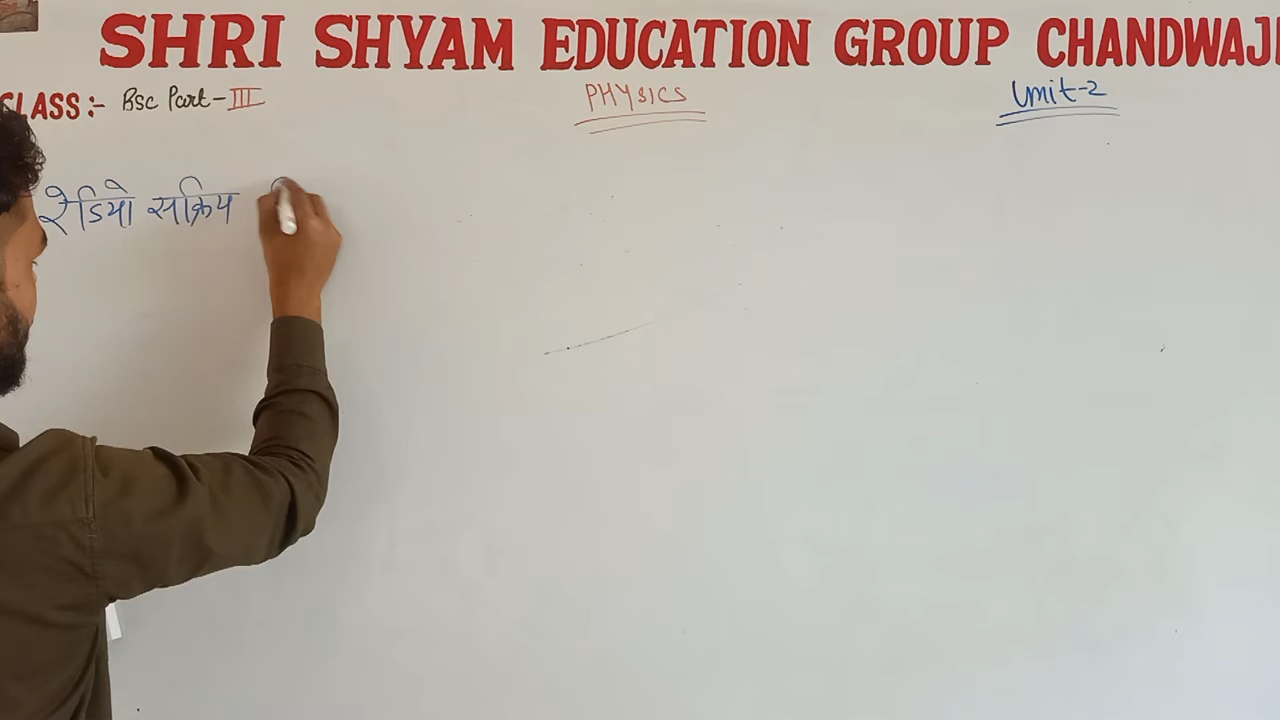 SHRI SHYAM EDUCATION GROUP CHANDWAJI
CLASS:- Bsc Part-III PHYSICS Unit-2
रेडियो सक्रिय